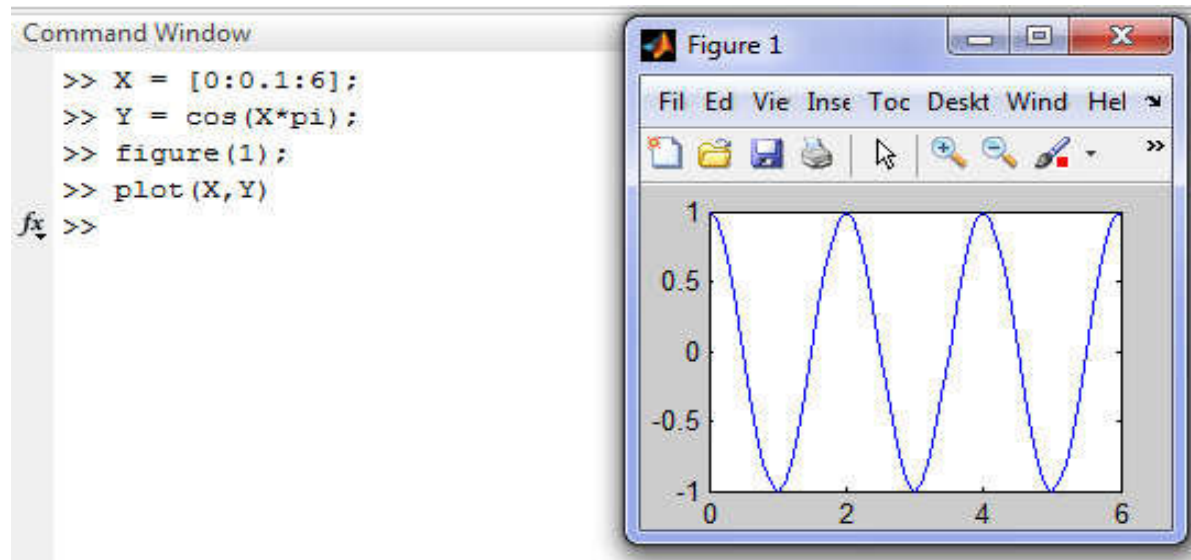 Command Window
>> X = [0:0.1:6];
>> Y = cos(X*pi);
>> figure(1);
>> plot(X,Y)
fx >>
Figure 1
Fil Ed Vie Inse Toc Deskt Wind Hel
1
0.5
0
-0.5
-1
0 2 4 6